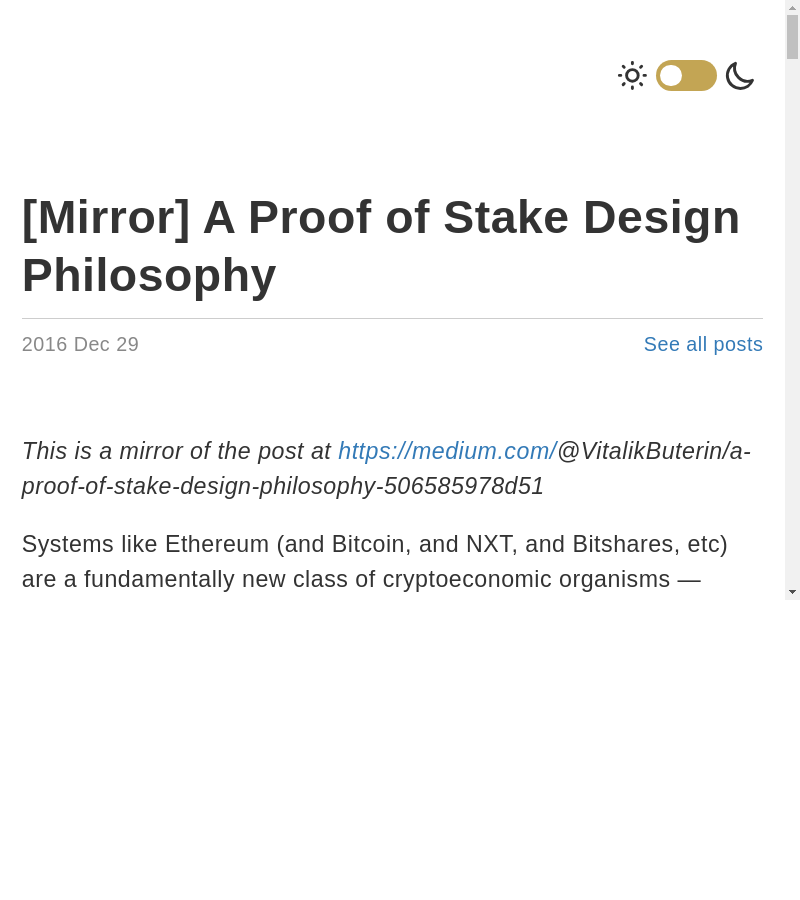 [Mirror] A Proof of Stake Design
Philosophy
2016 Dec 29
See all posts
This is a mirror of the post at https://medium.com/@VitalikButerin/a-
proof-of-stake-design-philosophy-506585978d51
Systems like Ethereum (and Bitcoin, and NXT, and Bitshares, etc)
are a fundamentally new class of cryptoeconomic organisms —